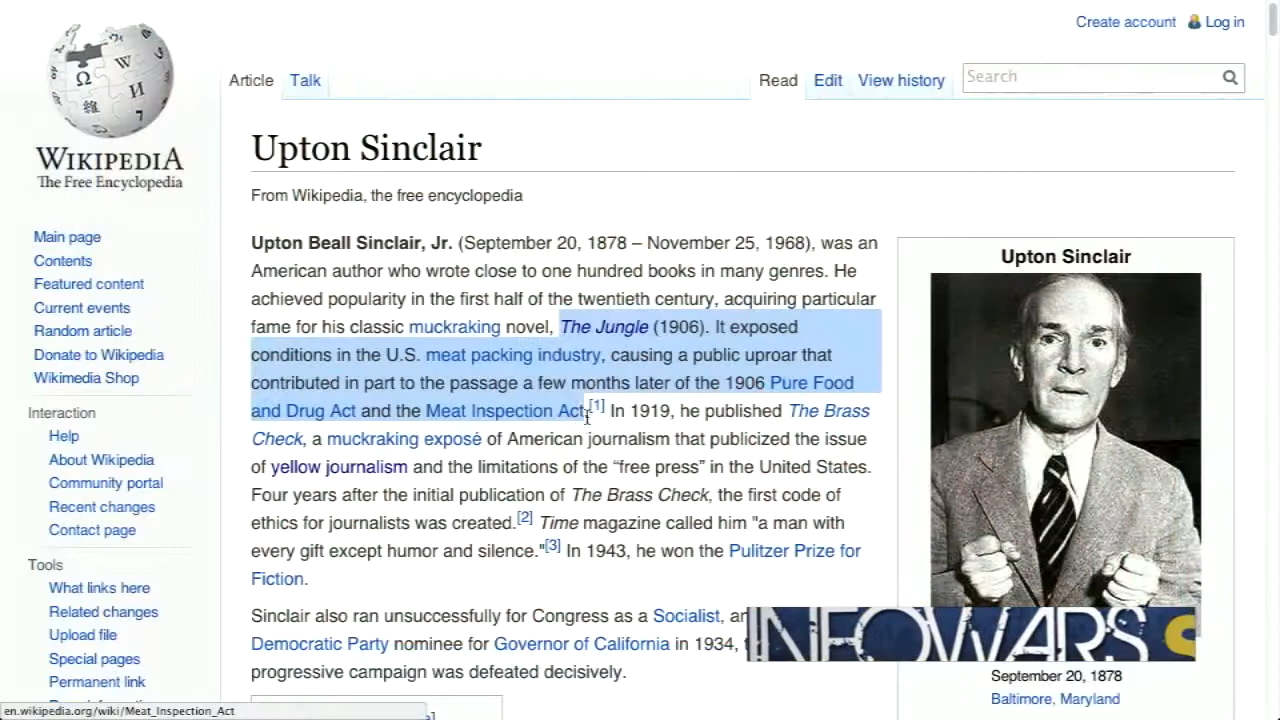 Create account Log in
Article Talk Read Edit View history Search
WIKIPEDIA
The Free Encyclopedia
Main page
Contents
Featured content
Current events
Random article
Donate to Wikipedia
Wikimedia Shop
Interaction
Help
About Wikipedia
Community portal
Recent changes
Contact page
Tools
What links here
Related changes
Upload file
Special pages
Permanent link
Upton Sinclair
From Wikipedia, the free encyclopedia
Upton Beall Sinclair, Jr. (September 20, 1878 – November 25, 1968), was an
American author who wrote close to one hundred books in many genres. He
achieved popularity in the first half of the twentieth century, acquiring particular
fame for his classic muckraking novel, The Jungle (1906). It exposed
conditions in the U.S. meat packing industry, causing a public uproar that
contributed in part to the passage a few months later of the 1906 Pure Food
and Drug Act and the Meat Inspection Act.[1] In 1919, he published The Brass
Check, a muckraking exposé of American journalism that publicized the issue
of yellow journalism and the limitations of the “free press” in the United States.
Four years after the initial publication of The Brass Check, the first code of
ethics for journalists was created.[2] Time magazine called him "a man with
every gift except humor and silence."[3] In 1943, he won the Pulitzer Prize for
Fiction.
Sinclair also ran unsuccessfully for Congress as a Socialist,
Democratic Party nominee for Governor of California in 1934,
progressive campaign was defeated decisively.
Upton Sinclair
INFOWARS
September 20, 1878
Baltimore, Maryland
en.wikipedia.org/wiki/Meat_Inspection_Act